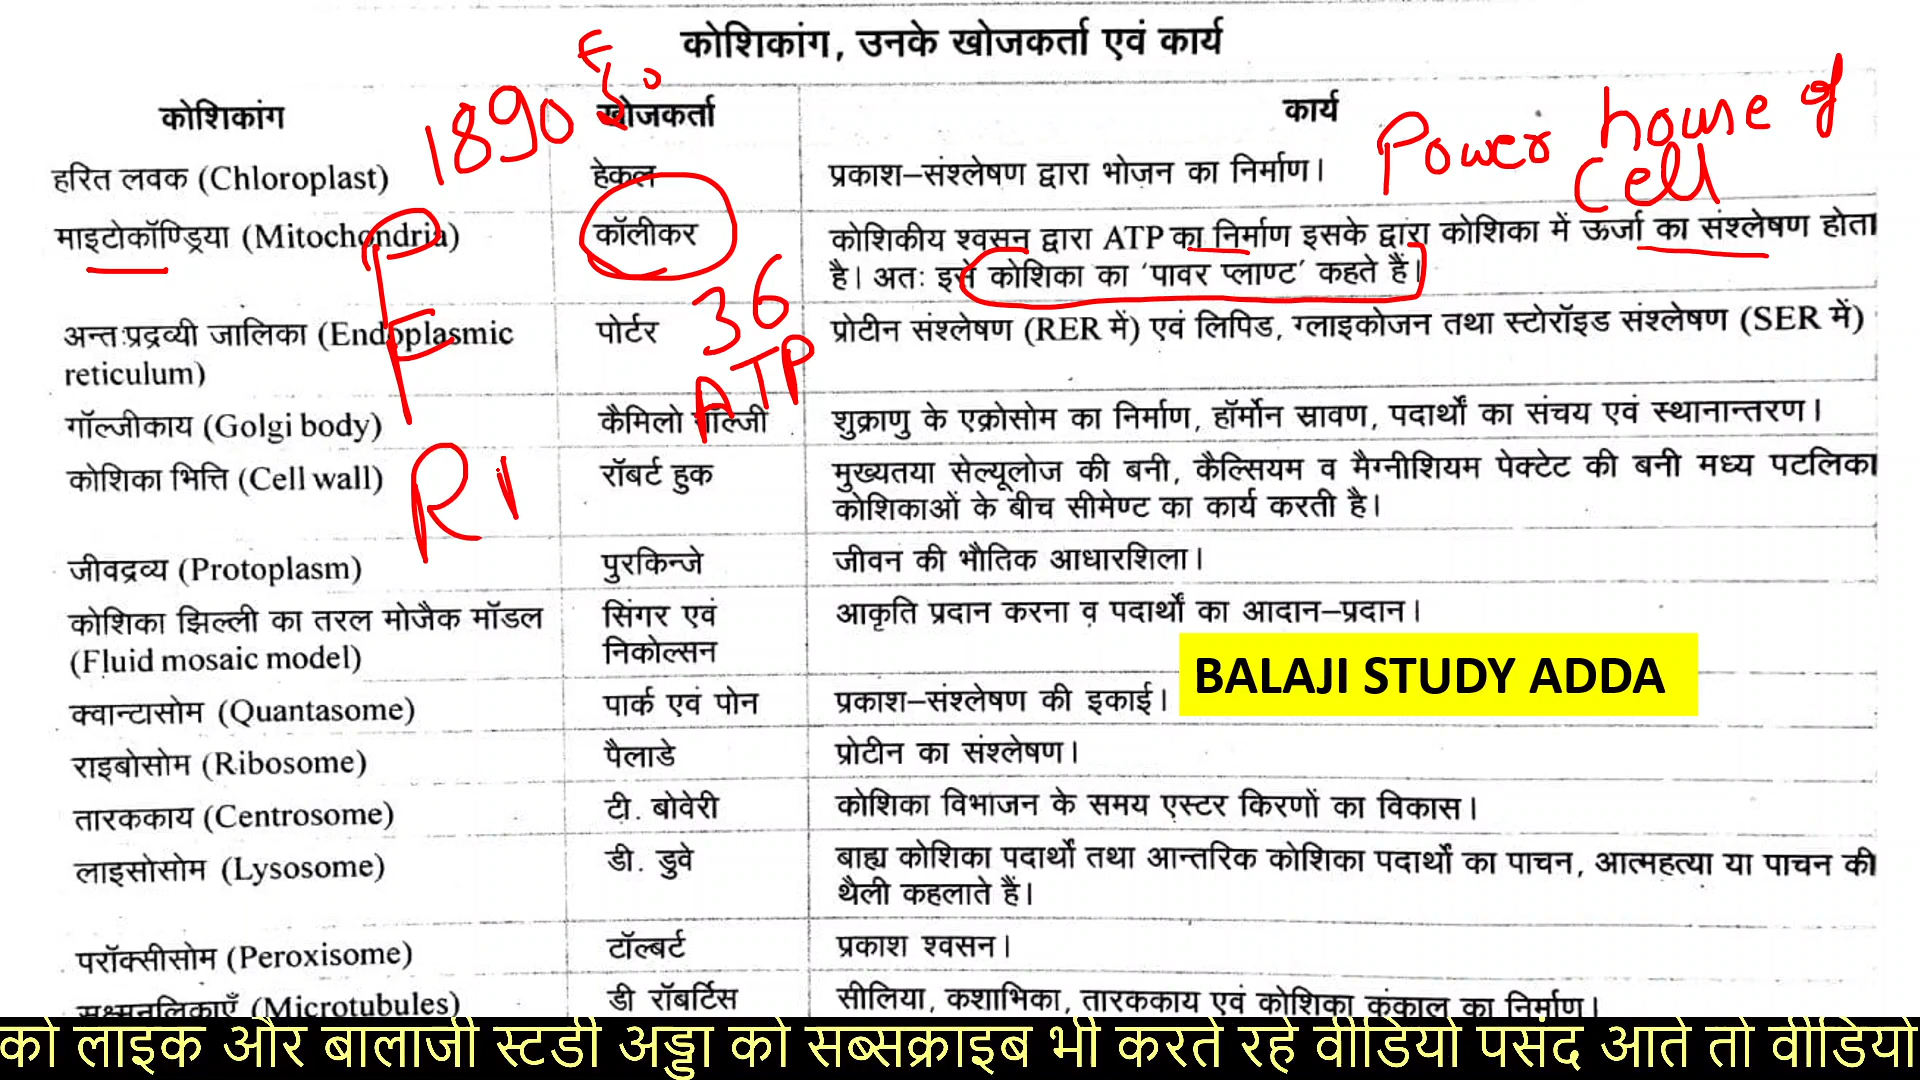 कोशिकांग, उनके खोजकर्ता एवं कार्य
कोशिकांग खोजकर्ता कार्य
1890
Power house of
Cell
हरित लवक (Chloroplast) हेकल प्रकाश–संश्लेषण द्वारा भोजन का निर्माण।
माइटोकॉण्ड्रिया (Mitochondria) कॉलीकर कोशिकीय श्वसन द्वारा ATP का निर्माण इसके द्वारा कोशिका में ऊर्जा का संश्लेषण होता
है। अतः इसे कोशिका का 'पावर प्लाण्ट' कहते हैं।
36
ATP
F
F
अन्तःप्रद्रव्यी जालिका (Endoplasmic पोर्टर प्रोटीन संश्लेषण (RER में) एवं लिपिड, ग्लाइकोजन तथा स्टोरॉइड संश्लेषण (SER में)
reticulum)
गॉल्जीकाय (Golgi body) कैमिलो गॉल्जी शुक्राणु के एक्रोसोम का निर्माण, हॉर्मोन स्रावण, पदार्थों का संचय एवं स्थानान्तरण।
कोशिका भित्ति (Cell wall) रॉबर्ट हुक मुख्यतया सेल्यूलोज की बनी, कैल्सियम व मैग्नीशियम पेक्टेट की बनी मध्य पटलिका
कोशिकाओं के बीच सीमेण्ट का कार्य करती है।
R1
जीवद्रव्य (Protoplasm) पुरकिन्जे जीवन की भौतिक आधारशिला।
कोशिका झिल्ली का तरल मोजैक मॉडल सिंगर एवं आकृति प्रदान करना व पदार्थों का आदान–प्रदान।
(Fluid mosaic model) निकोल्सन
BALAJI STUDY ADDA
क्वान्टासोम (Quantasome) पार्क एवं पोन प्रकाश–संश्लेषण की इकाई।
राइबोसोम (Ribosome) पैलाडे प्रोटीन का संश्लेषण।
तारककाय (Centrosome) टी. बोवेरी कोशिका विभाजन के समय एस्टर किरणों का विकास।
लाइसोसोम (Lysosome) डी. डुवे बाह्य कोशिका पदार्थों तथा आन्तरिक कोशिका पदार्थों का पाचन, आत्महत्या या पाचन की
थैली कहलाते हैं।
परॉक्सीसोम (Peroxisome) टॉल्बर्ट प्रकाश श्वसन।
सूक्ष्मनलिकाएँ (Microtubules) डी रॉबर्टिस सीलिया, कशाभिका, तारककाय एवं कोशिका कंकाल का निर्माण।
को लाइक और बालाजी स्टडी अड्डा को सब्सक्राइब भी करते रहे वीडियो पसंद आते तो वीडियो